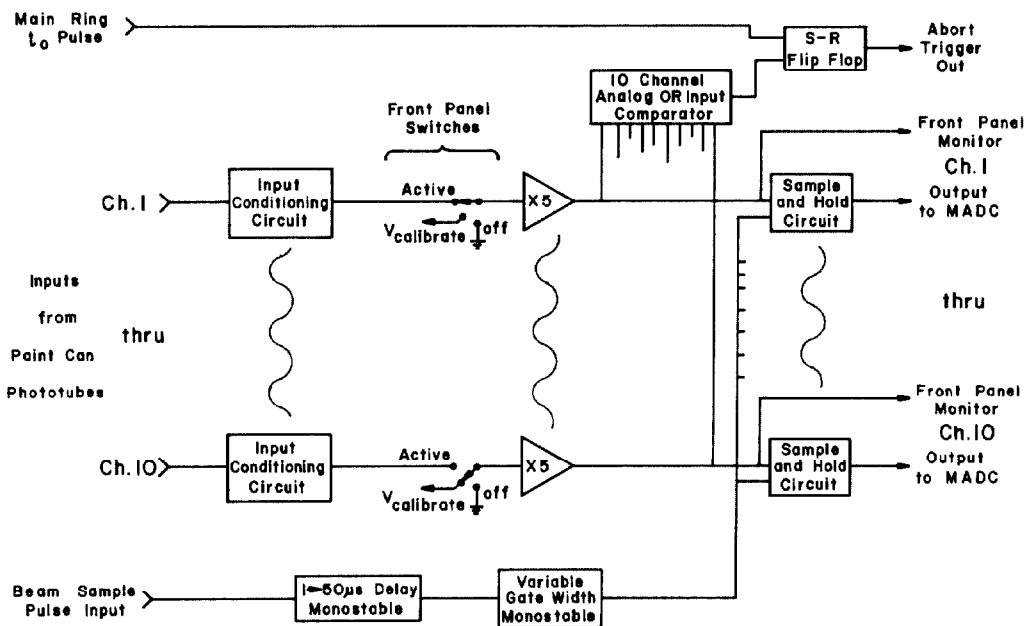 Main Ring
to Pulse
S-R
Flip Flop
Abort
Trigger
Out
10 Channel
Analog OR Input
Comparator
Front Panel
Switches
Front Panel
Monitor
Ch.1
Output
to MADC
Ch.1
Input
Conditioning
Circuit
Active
Vcalibrate
off
X5
Sample
and Hold
Circuit
Inputs
from
Paint Can
Phototubes
thru
thru
Ch.10
Input
Conditioning
Circuit
Active
Vcalibrate
off
X5
Sample
and Hold
Circuit
Front Panel
Monitor
Ch.10
Output
to MADC
Beam Sample
Pulse Input
1→50μs Delay
Monostable
Variable
Gate Width
Monostable